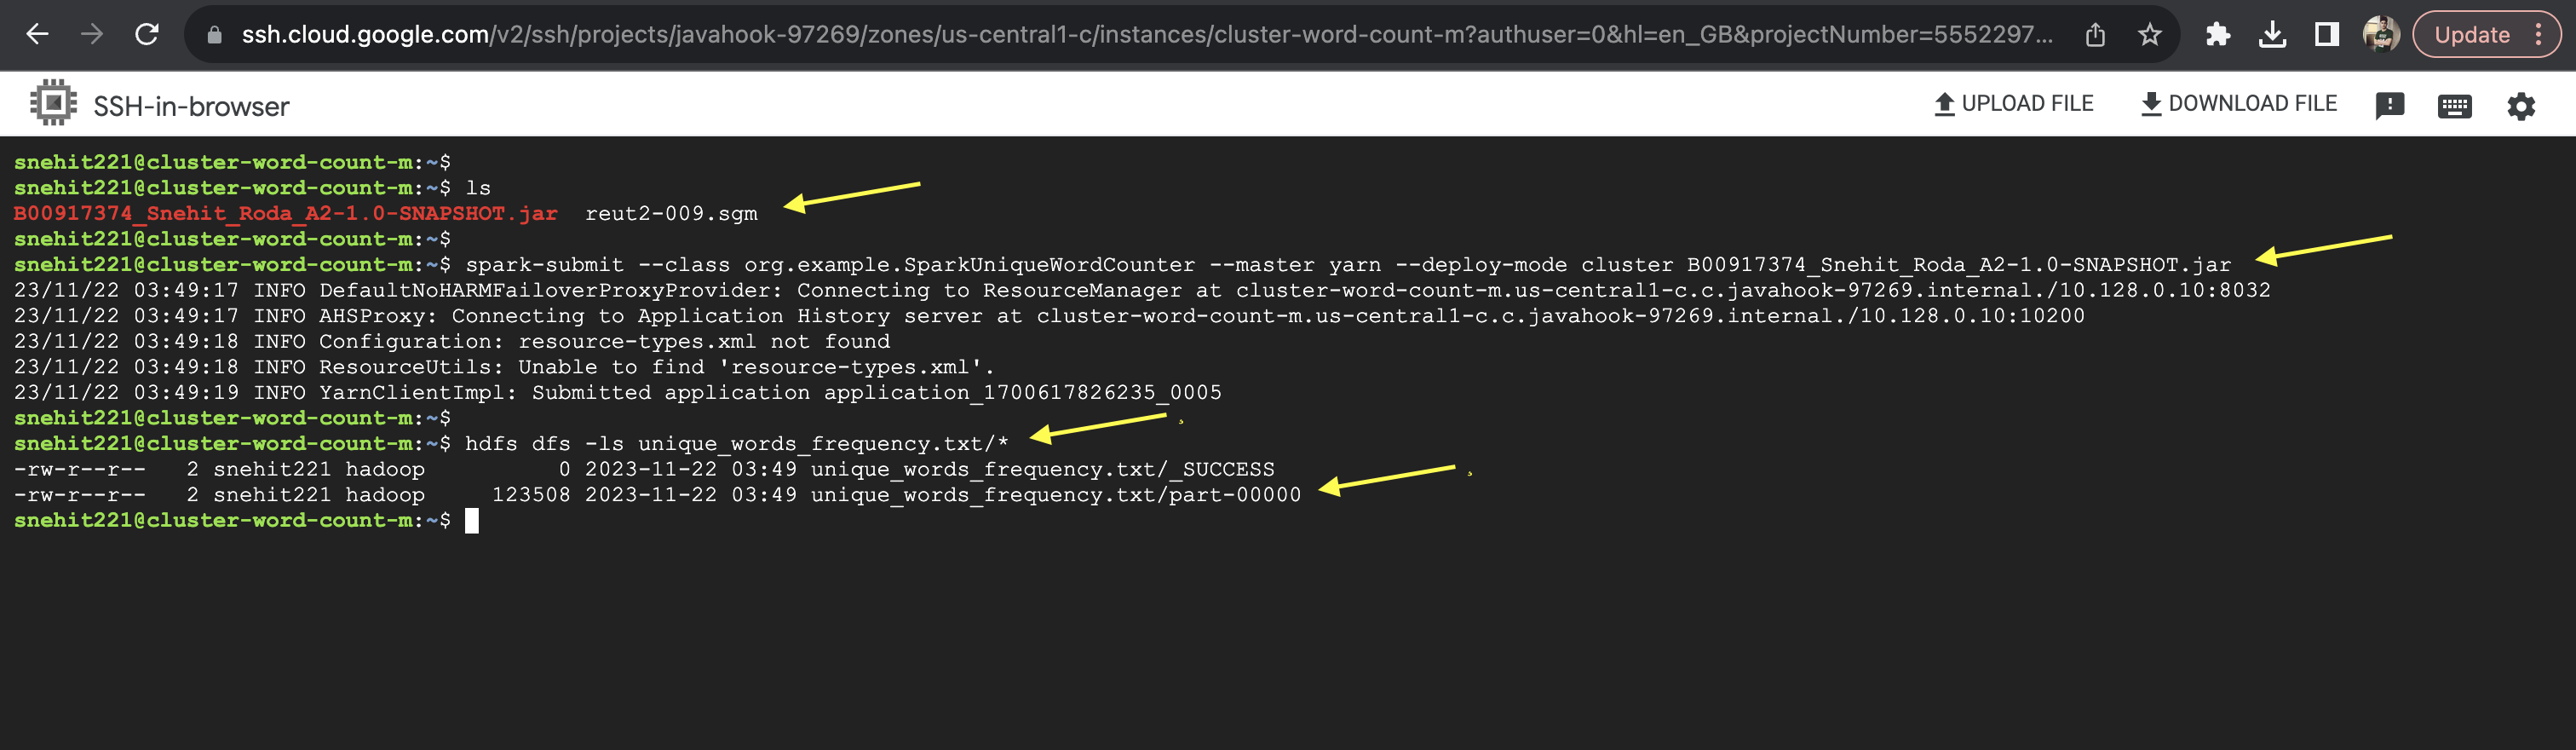 ssh.cloud.google.com/v2/ssh/projects/javahook-97269/zones/us-central1-c/instances/cluster-word-count-m?authuser=0&hl=en_GB&projectNumber=5552297...
Update
SSH-in-browser
UPLOAD FILE
DOWNLOAD FILE
snehit221@cluster-word-count-m:~$
snehit221@cluster-word-count-m:~$ ls
B00917374_Snehit_Roda_A2-1.0-SNAPSHOT.jar  reut2-009.sgm
snehit221@cluster-word-count-m:~$
snehit221@cluster-word-count-m:~$ spark-submit --class org.example.SparkUniqueWordCounter --master yarn --deploy-mode cluster B00917374_Snehit_Roda_A2-1.0-SNAPSHOT.jar
23/11/22 03:49:17 INFO DefaultNoHARMFailoverProxyProvider: Connecting to ResourceManager at cluster-word-count-m.us-central1-c.c.javahook-97269.internal./10.128.0.10:8032
23/11/22 03:49:17 INFO AHSProxy: Connecting to Application History server at cluster-word-count-m.us-central1-c.c.javahook-97269.internal./10.128.0.10:10200
23/11/22 03:49:18 INFO Configuration: resource-types.xml not found
23/11/22 03:49:18 INFO ResourceUtils: Unable to find 'resource-types.xml'.
23/11/22 03:49:19 INFO YarnClientImpl: Submitted application application_1700617826235_0005
snehit221@cluster-word-count-m:~$
snehit221@cluster-word-count-m:~$ hdfs dfs -ls unique_words_frequency.txt/*
-rw-r--r--   2 snehit221 hadoop          0 2023-11-22 03:49 unique_words_frequency.txt/_SUCCESS
-rw-r--r--   2 snehit221 hadoop     123508 2023-11-22 03:49 unique_words_frequency.txt/part-00000
snehit221@cluster-word-count-m:~$